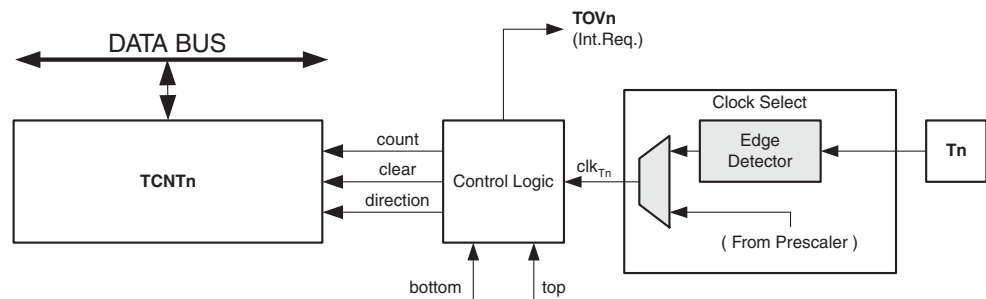 TOVn
(Int.Req.)
DATA BUS
Clock Select
Edge
Detector
Tn
count
clear
direction
TCNTn
Control Logic
clkTn
( From Prescaler )
bottom
top